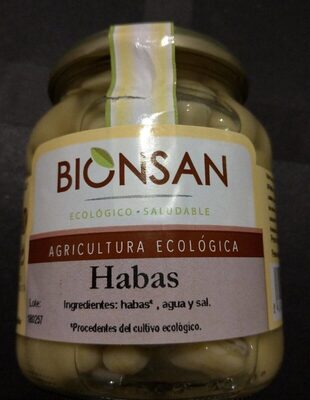 BIONSAN
ECOLÓGICO · SALUDABLE
AGRICULTURA ECOLÓGICA
Habas
Ingredientes: habas*, agua y sal.
Lote:
*Procedentes del cultivo ecológico.